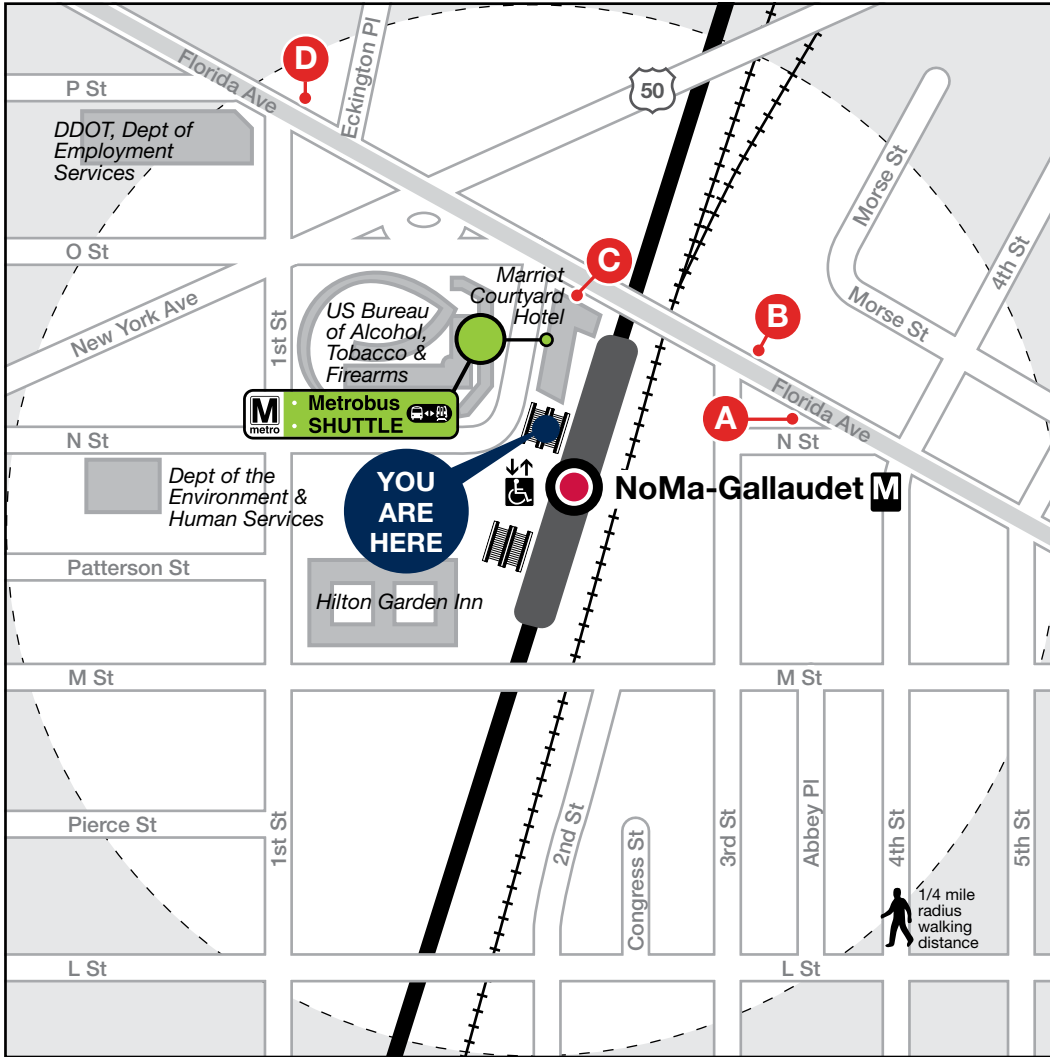 D
Eckington Pl
Florida Ave
50
P St
DDOT, Dept of
Employment
Services
Morse St
4th St
O St
C
Marriot
Courtyard
Hotel
New York Ave
1st St
US Bureau
of Alcohol,
Tobacco &
Firearms
Morse St
B
M
metro
· Metrobus
· SHUTTLE
A
Florida Ave
N St
N St
YOU
ARE
HERE
Dept of the
Environment &
Human Services
NoMa-Gallaudet M
Patterson St
Hilton Garden Inn
M St
M St
Pierce St
1st St
2nd St
Congress St
3rd St
Abbey Pl
4th St
5th St
1/4 mile
radius
walking
distance
L St
L St